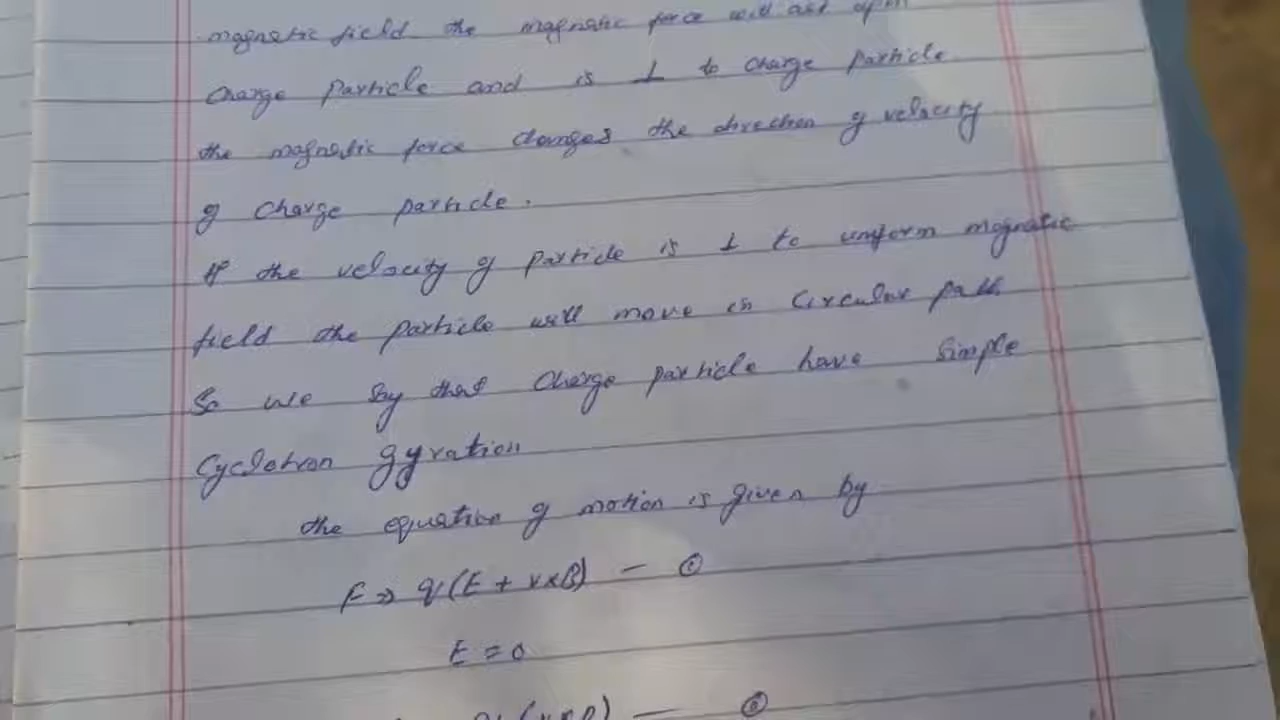 magnetic field the magnetic force will act upon
charge particle and is ⊥ to charge particle
the magnetic force changes the direction of velocity
of charge particle.
If the velocity of particle is ⊥ to uniform magnetic
field the particle will move in circular path
So we say that charge particle have simple
Cyclotron gyration
the equation of motion is given by
F => q(E + v×B) — ①
E = 0
q(v×B) — ②